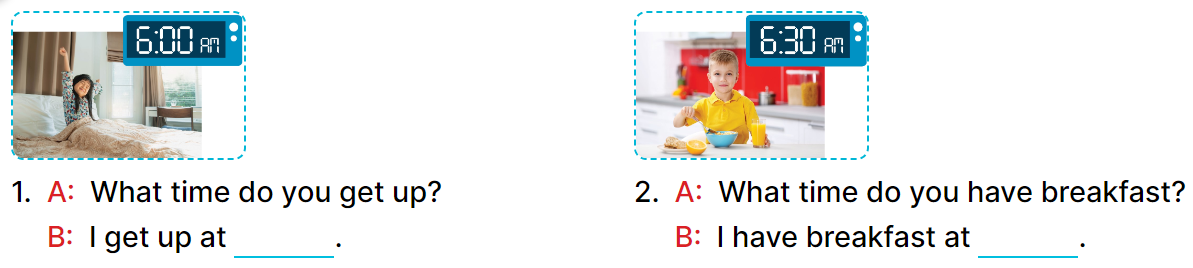 6:00 AM
1. A: What time do you get up?
B: I get up at ______.
6:30 AM
2. A: What time do you have breakfast?
B: I have breakfast at ______.